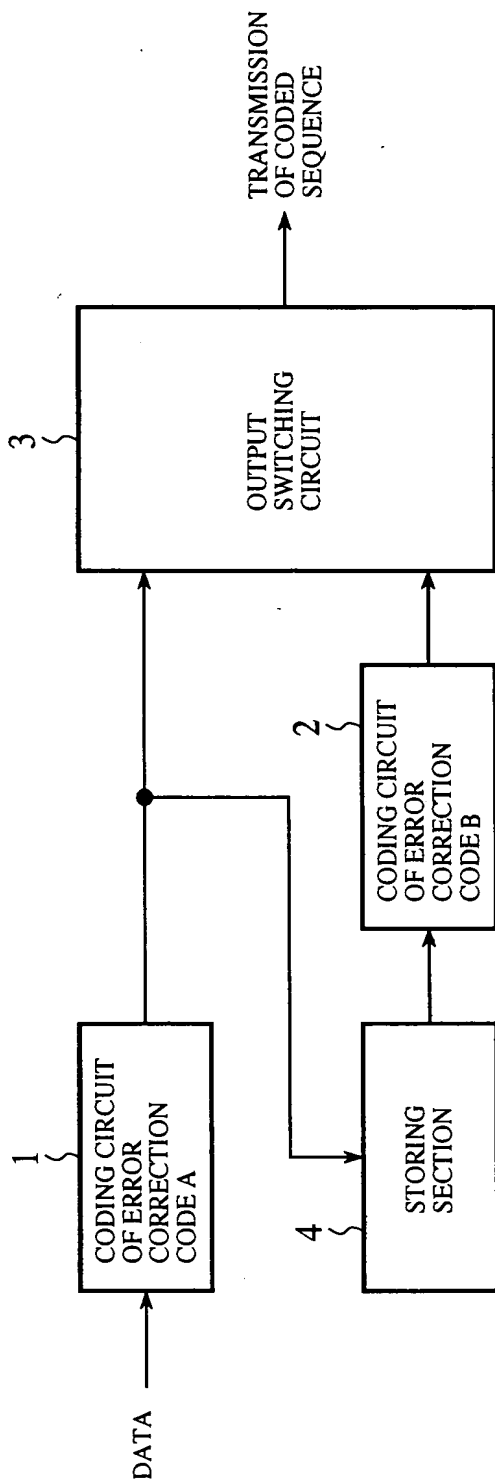 DATA
1
CODING CIRCUIT
OF ERROR
CORRECTION
CODE A
4
STORING
SECTION
2
CODING CIRCUIT
OF ERROR
CORRECTION
CODE B
3
OUTPUT
SWITCHING
CIRCUIT
TRANSMISSION
OF CODED
SEQUENCE